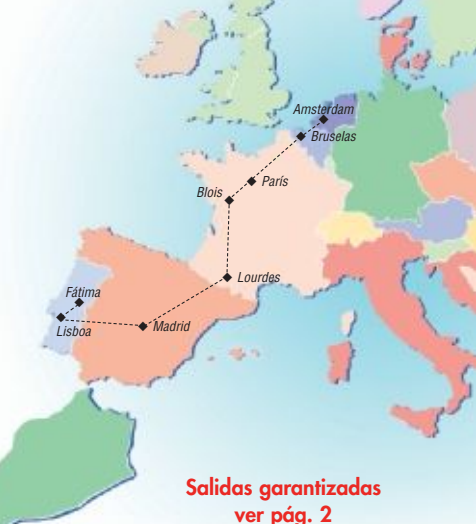 Amsterdam
Bruselas
París
Blois
Lourdes
Fátima
Lisboa
Madrid
Salidas garantizadas
ver pág. 2